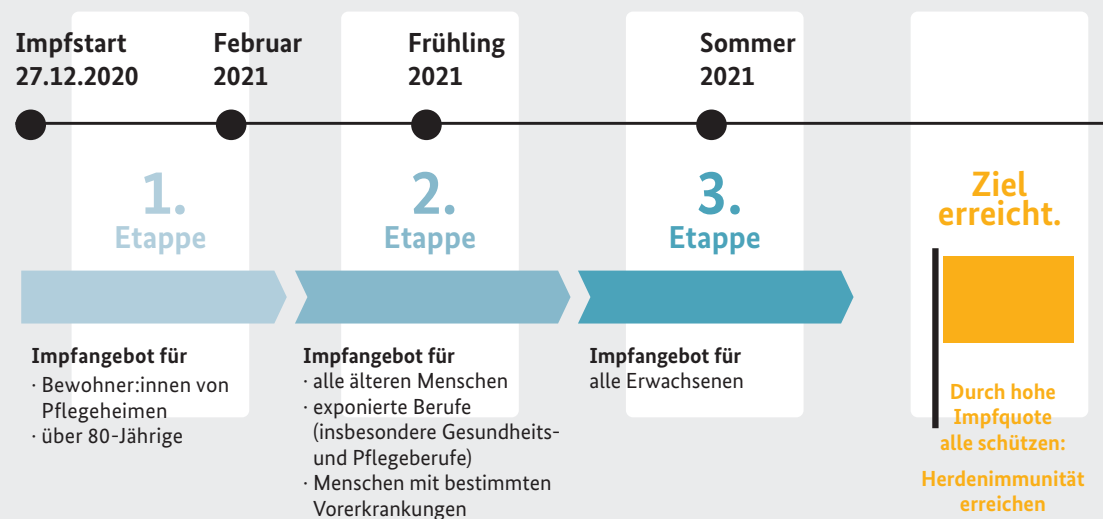 Impfstart
27.12.2020
Februar
2021
Frühling
2021
Sommer
2021
1.
Etappe
2.
Etappe
3.
Etappe
Ziel
erreicht.
Impfangebot für
· Bewohner:innen von
Pflegeheimen
· über 80-Jährige
Impfangebot für
· alle älteren Menschen
· exponierte Berufe
(insbesondere Gesundheits-
und Pflegeberufe)
· Menschen mit bestimmten
Vorerkrankungen
Impfangebot für
alle Erwachsenen
Durch hohe
Impfquote
alle schützen:
Herdenimmunität
erreichen